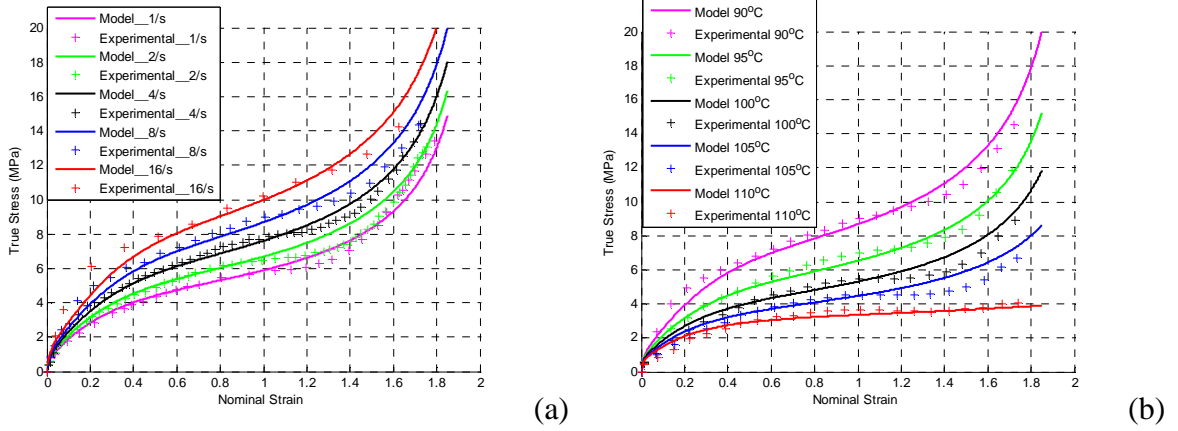 Model__1/s
Experimental__1/s
Model__2/s
Experimental__2/s
Model__4/s
Experimental__4/s
Model__8/s
Experimental__8/s
Model__16/s
Experimental__16/s
20
18
16
14
12
10
8
6
4
2
0
True Stress (MPa)
0 0.2 0.4 0.6 0.8 1 1.2 1.4 1.6 1.8 2
Nominal Strain
(a)
Model 90°C
Experimental 90°C
Model 95°C
Experimental 95°C
Model 100°C
Experimental 100°C
Model 105°C
Experimental 105°C
Model 110°C
Experimental 110°C
20
18
16
14
12
10
8
6
4
2
0
True Stress (MPa)
0 0.2 0.4 0.6 0.8 1 1.2 1.4 1.6 1.8 2
Nominal Strain
(b)